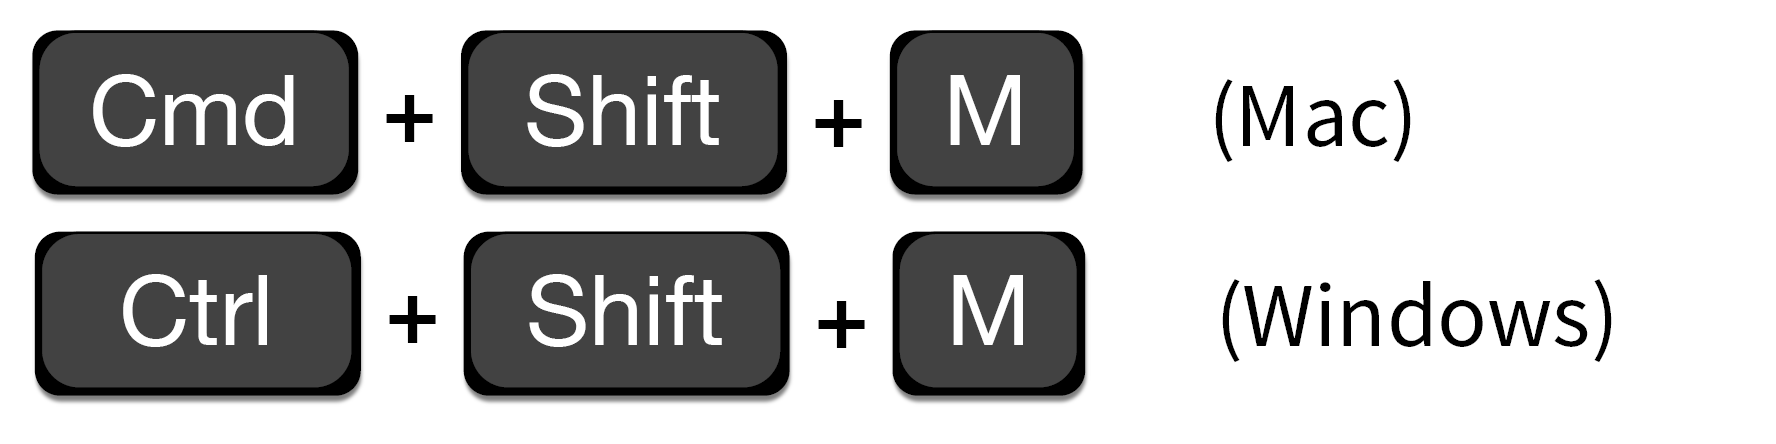 Cmd + Shift + M (Mac)
Ctrl + Shift + M (Windows)